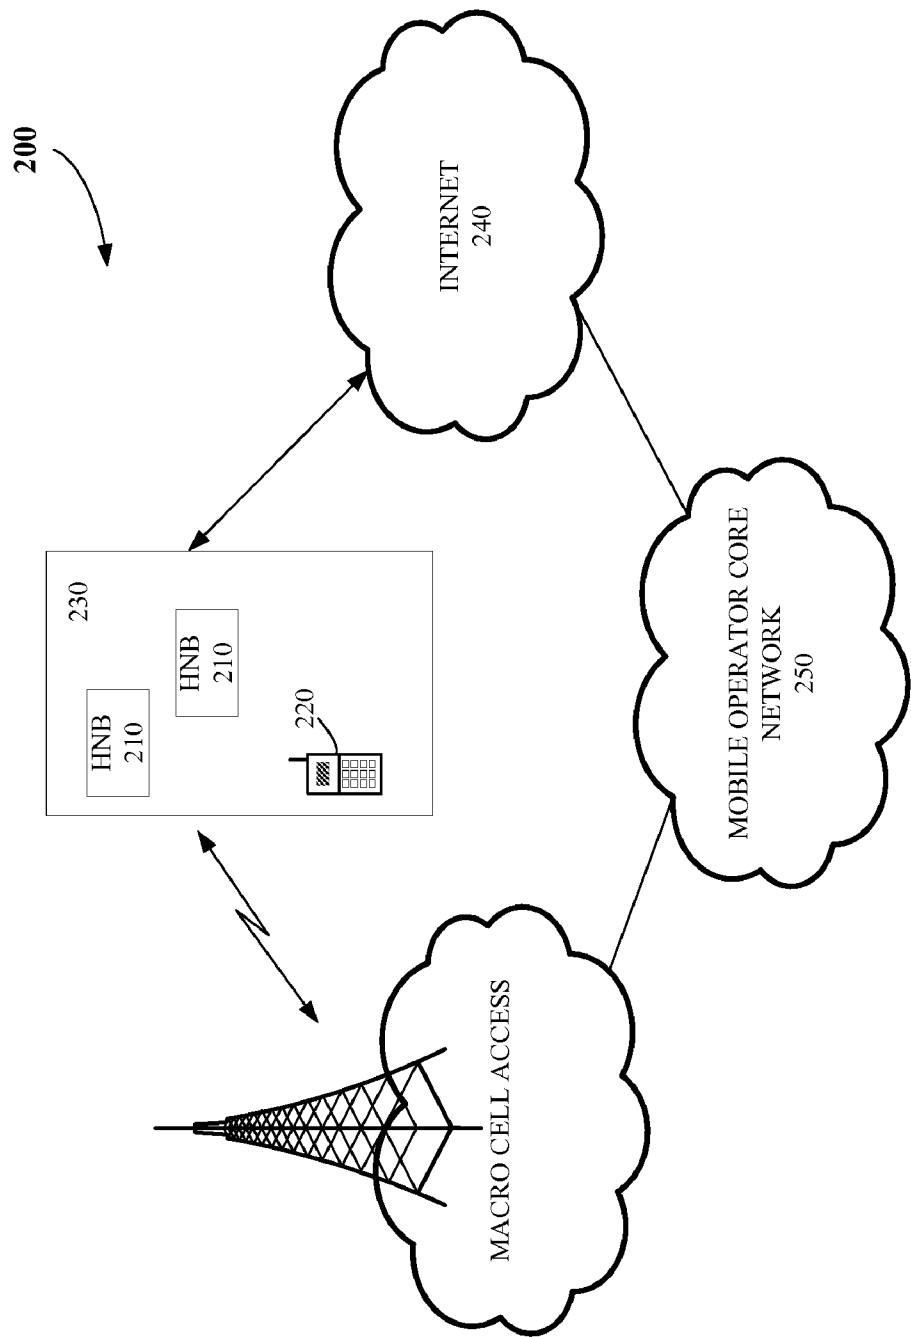 200
230
HNB
210
HNB
210
220
INTERNET
240
MACRO CELL ACCESS
MOBILE OPERATOR CORE
NETWORK
250